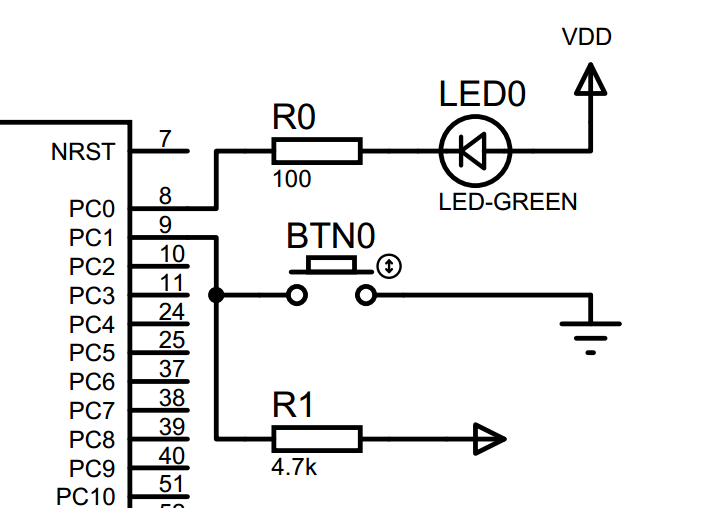 VDD
LED0
R0
NRST 7
100
PC0 8
LED-GREEN
PC1 9
BTN0
PC2 10
PC3 11
PC4 24
PC5 25
PC6 37
PC7 38
R1
PC8 39
PC9 40
4.7k
PC10 51